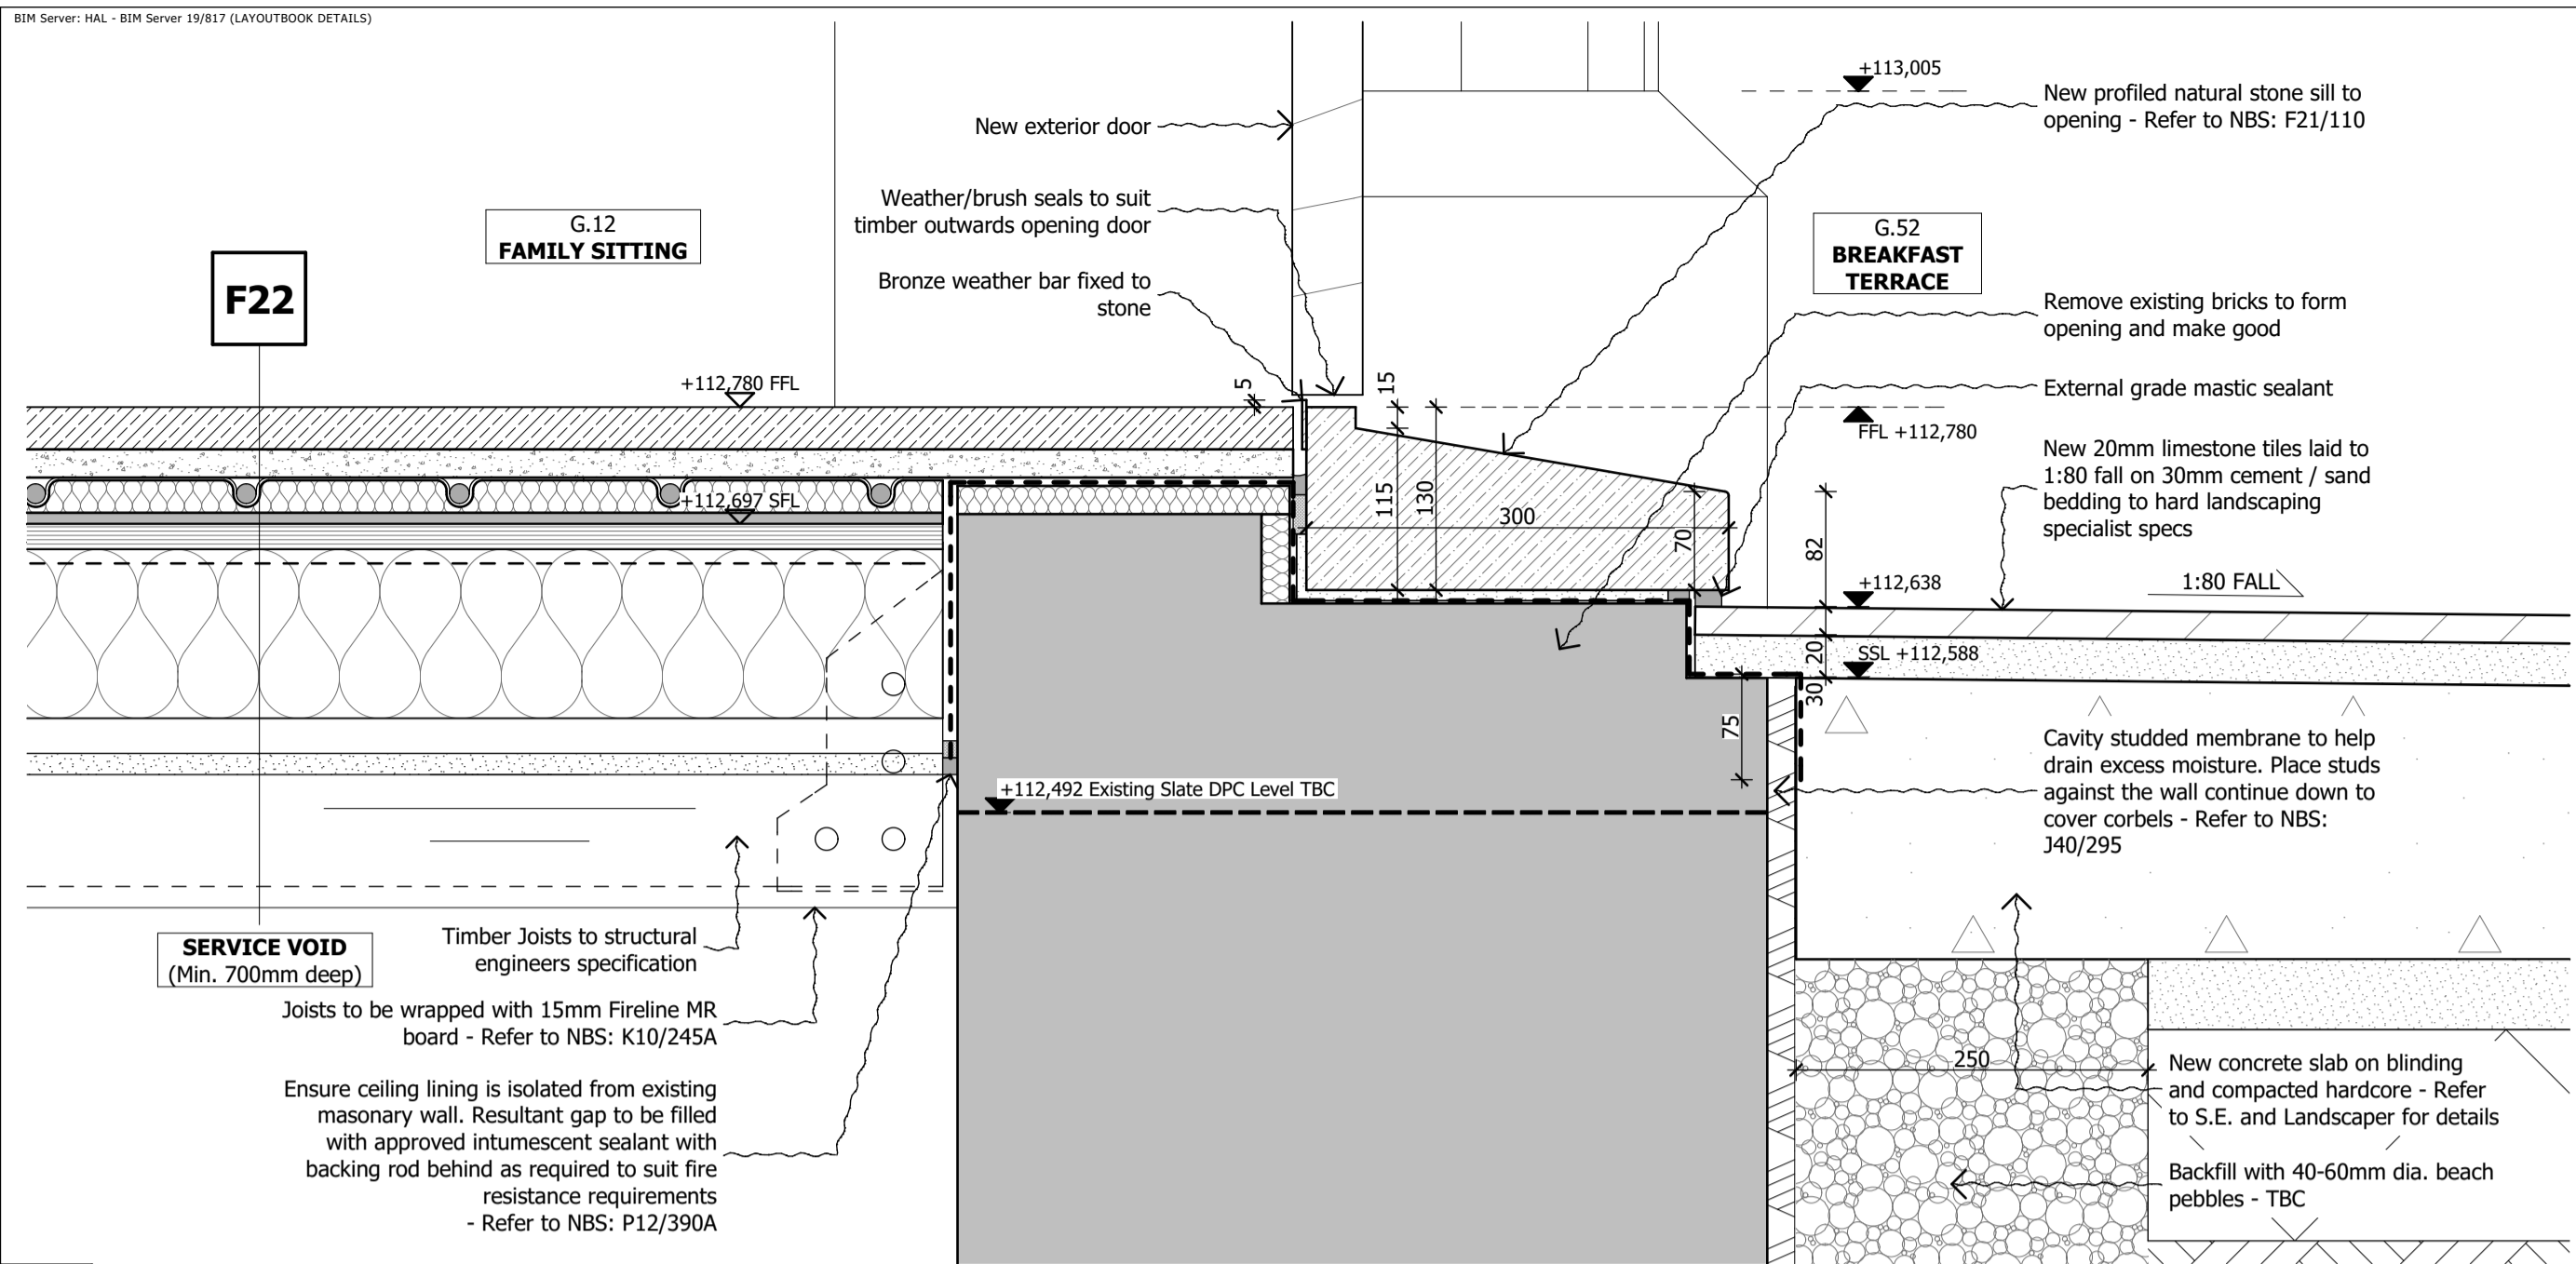 BIM Server: HAL - BIM Server 19/817 (LAYOUTBOOK DETAILS)
F22
G.12
FAMILY SITTING
New exterior door
Weather/brush seals to suit
timber outwards opening door
Bronze weather bar fixed to
stone
+112,780 FFL
+112,697 SFL
5
15
115
130
300
70
+113,005
New profiled natural stone sill to
opening - Refer to NBS: F21/110
G.52
BREAKFAST
TERRACE
Remove existing bricks to form
opening and make good
External grade mastic sealant
FFL +112,780
New 20mm limestone tiles laid to
1:80 fall on 30mm cement / sand
bedding to hard landscaping
specialist specs
82
+112,638
1:80 FALL
20
SSL +112,588
30
75
Cavity studded membrane to help
drain excess moisture. Place studs
against the wall continue down to
cover corbels - Refer to NBS:
J40/295
+112,492 Existing Slate DPC Level TBC
SERVICE VOID
(Min. 700mm deep)
Timber Joists to structural
engineers specification
Joists to be wrapped with 15mm Fireline MR
board - Refer to NBS: K10/245A
Ensure ceiling lining is isolated from existing
masonary wall. Resultant gap to be filled
with approved intumescent sealant with
backing rod behind as required to suit fire
resistance requirements
- Refer to NBS: P12/390A
250
New concrete slab on blinding
and compacted hardcore - Refer
to S.E. and Landscaper for details
Backfill with 40-60mm dia. beach
pebbles - TBC